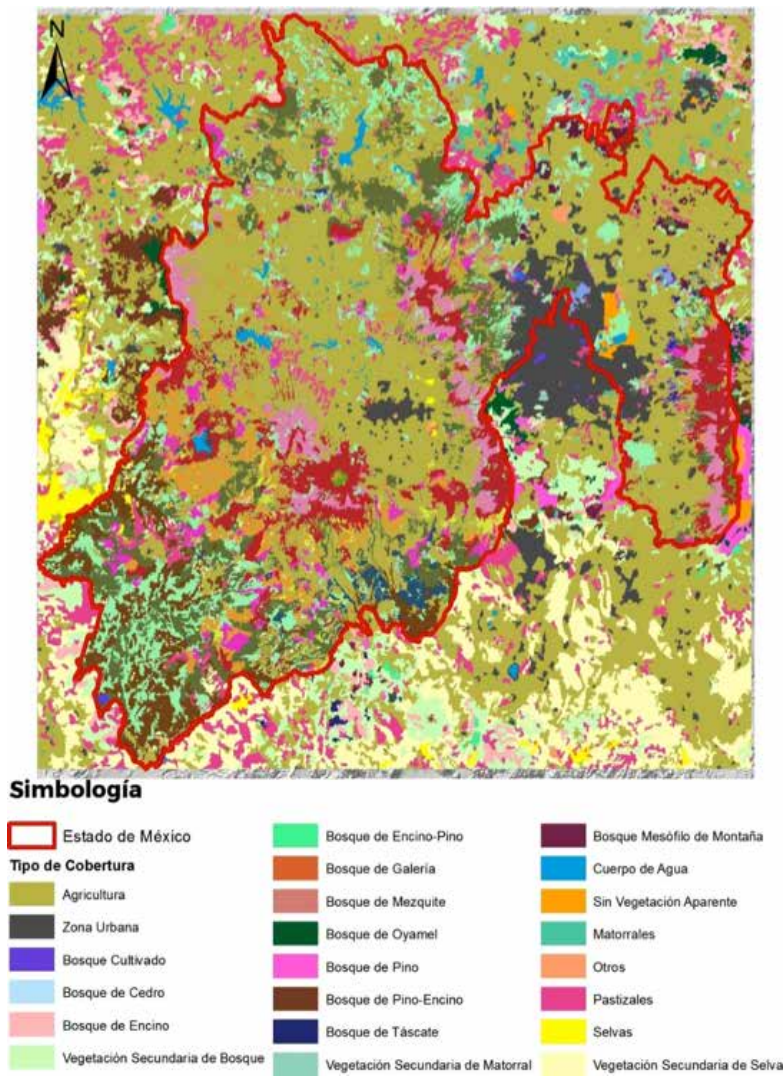 N
Simbología
Estado de México
Tipo de Cobertura
Agricultura
Zona Urbana
Bosque Cultivado
Bosque de Cedro
Bosque de Encino
Vegetación Secundaria de Bosque
Bosque de Encino-Pino
Bosque de Galería
Bosque de Mezquite
Bosque de Oyamel
Bosque de Pino
Bosque de Pino-Encino
Bosque de Táscate
Vegetación Secundaria de Matorral
Bosque Mesófilo de Montaña
Cuerpo de Agua
Sin Vegetación Aparente
Matorrales
Otros
Pastizales
Selvas
Vegetación Secundaria de Selva